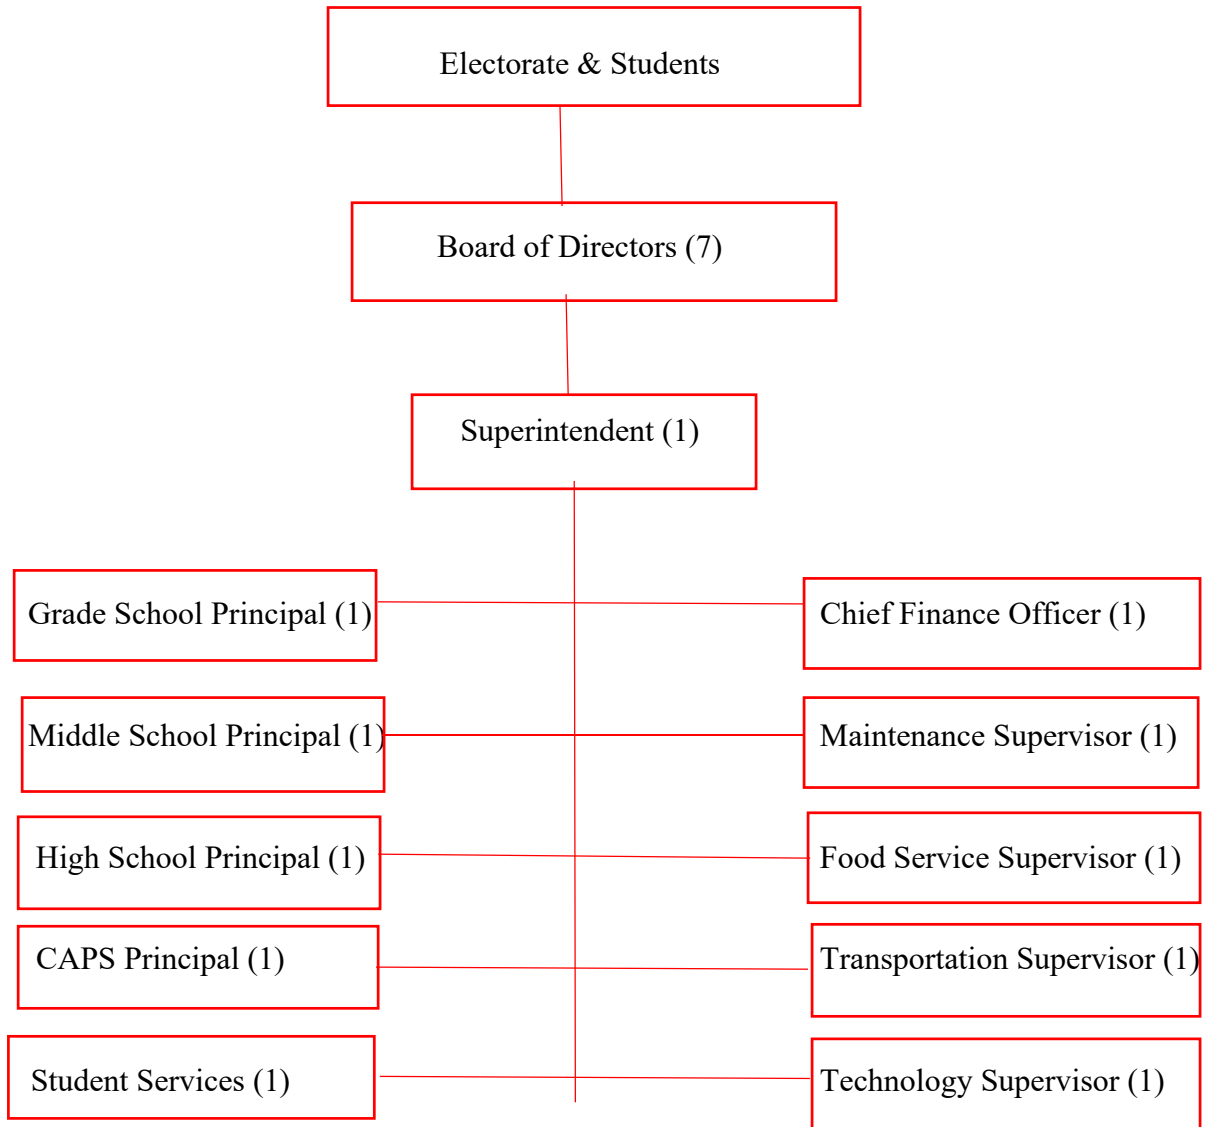 Electorate & Students
Board of Directors (7)
Superintendent (1)
Grade School Principal (1)
Chief Finance Officer (1)
Middle School Principal (1)
Maintenance Supervisor (1)
High School Principal (1)
Food Service Supervisor (1)
CAPS Principal (1)
Transportation Supervisor (1)
Student Services (1)
Technology Supervisor (1)